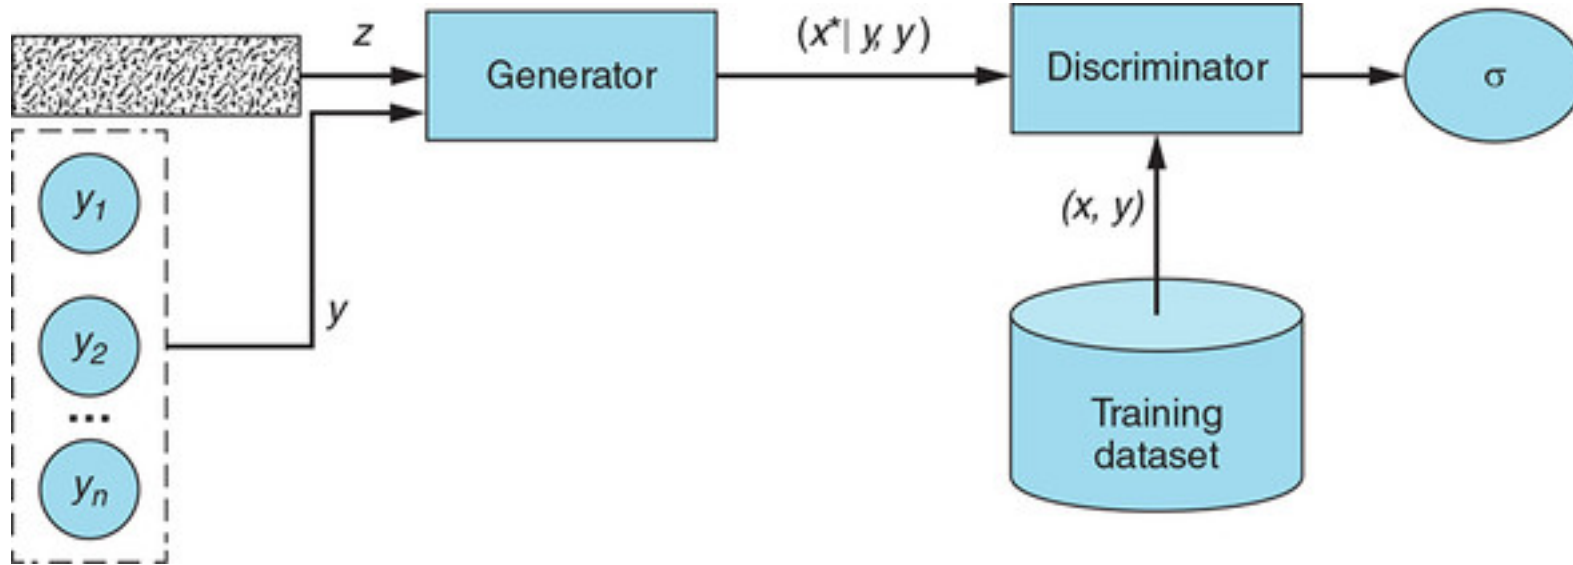 z
Generator
(x*| y, y)
Discriminator
σ
y1
(x, y)
y
y2
...
Training
dataset
yn